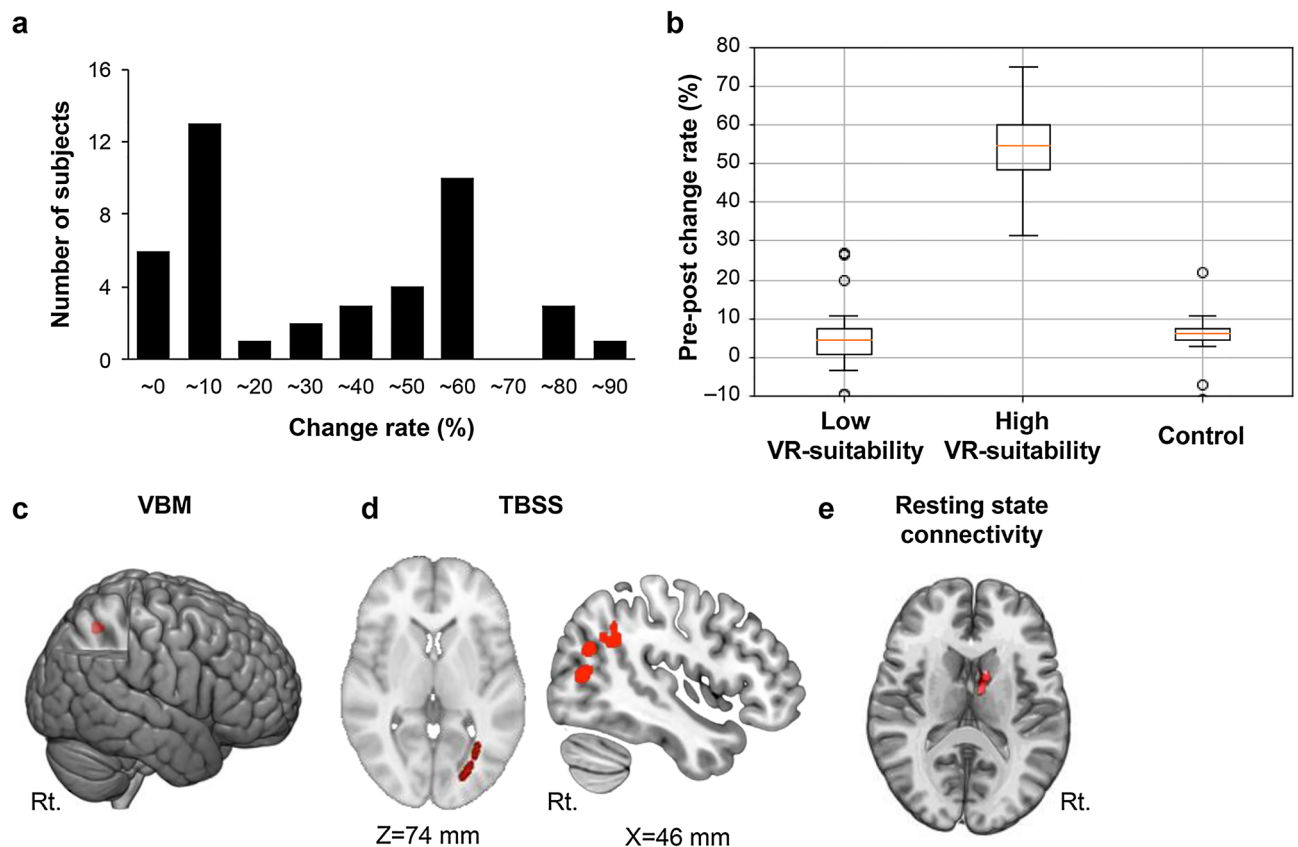 a
16
12
8
4
0
Number of subjects
~0 ~10 ~20 ~30 ~40 ~50 ~60 ~70 ~80 ~90
Change rate (%)
b
80
70
60
50
40
30
20
10
0
–10
Pre-post change rate (%)
Low
VR-suitability
High
VR-suitability
Control
c
VBM
Rt.
d
TBSS
Z=74 mm
Rt.
X=46 mm
e
Resting state
connectivity
Rt.